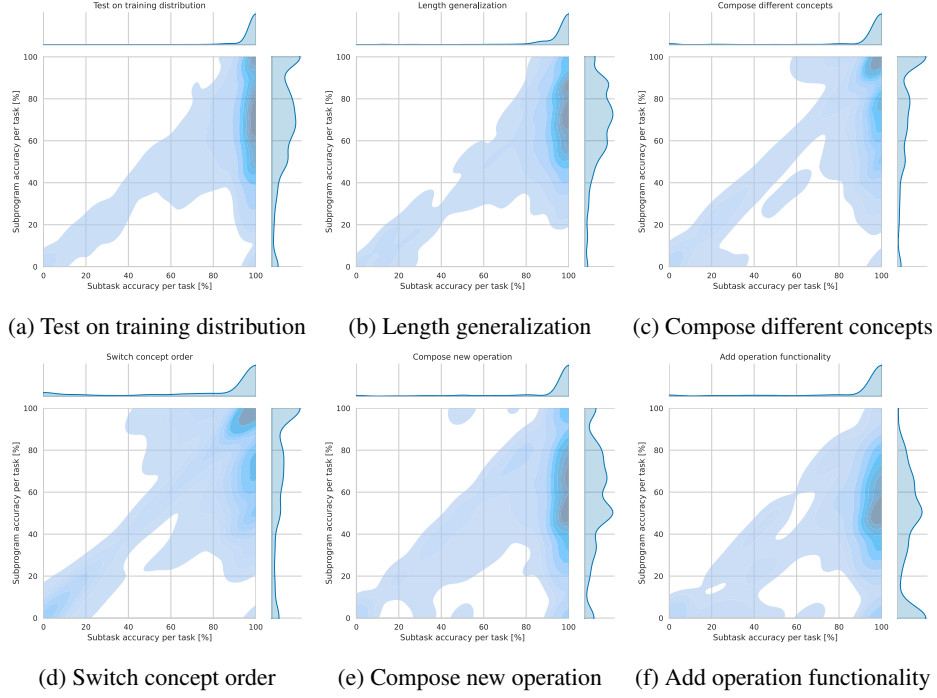 Test on training distribution
Length generalization
Compose different concepts
Subprogram accuracy per task [%]
100
80
60
40
20
0
0 20 40 60 80 100
Subtask accuracy per task [%]
Subprogram accuracy per task [%]
100
80
60
40
20
0
0 20 40 60 80 100
Subtask accuracy per task [%]
Subprogram accuracy per task [%]
100
80
60
40
20
0
0 20 40 60 80 100
Subtask accuracy per task [%]
(a) Test on training distribution
(b) Length generalization
(c) Compose different concepts
Switch concept order
Compose new operation
Add operation functionality
Subprogram accuracy per task [%]
100
80
60
40
20
0
0 20 40 60 80 100
Subtask accuracy per task [%]
Subprogram accuracy per task [%]
100
80
60
40
20
0
0 20 40 60 80 100
Subtask accuracy per task [%]
Subprogram accuracy per task [%]
100
80
60
40
20
0
0 20 40 60 80 100
Subtask accuracy per task [%]
(d) Switch concept order
(e) Compose new operation
(f) Add operation functionality